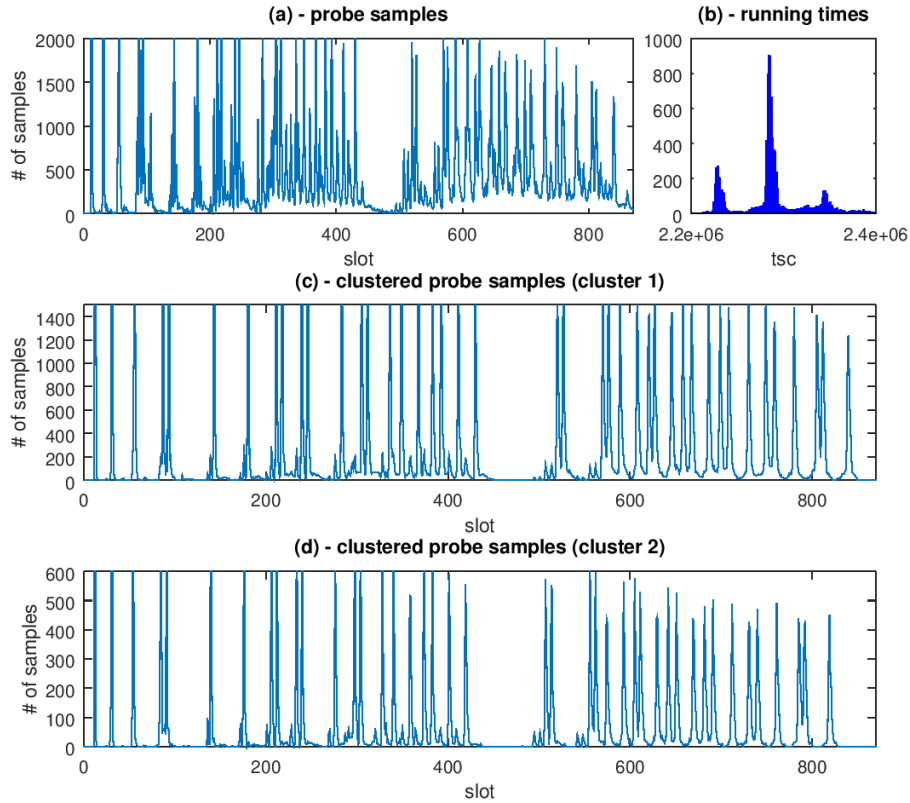 (a) - probe samples
2000
1500
1000
500
0
# of samples
0 200 400 600 800
slot
(b) - running times
1000
800
600
400
200
0
2.2e+06 2.4e+06
tsc
(c) - clustered probe samples (cluster 1)
1400
1200
1000
800
600
400
200
0
# of samples
0 200 400 600 800
slot
(d) - clustered probe samples (cluster 2)
600
500
400
300
200
100
0
# of samples
0 200 400 600 800
slot